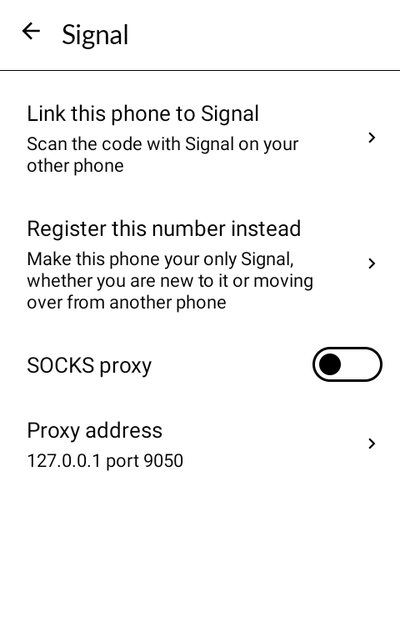 Signal
Link this phone to Signal
Scan the code with Signal on your
other phone
Register this number instead
Make this phone your only Signal,
whether you are new to it or moving
over from another phone
SOCKS proxy
Proxy address
127.0.0.1 port 9050